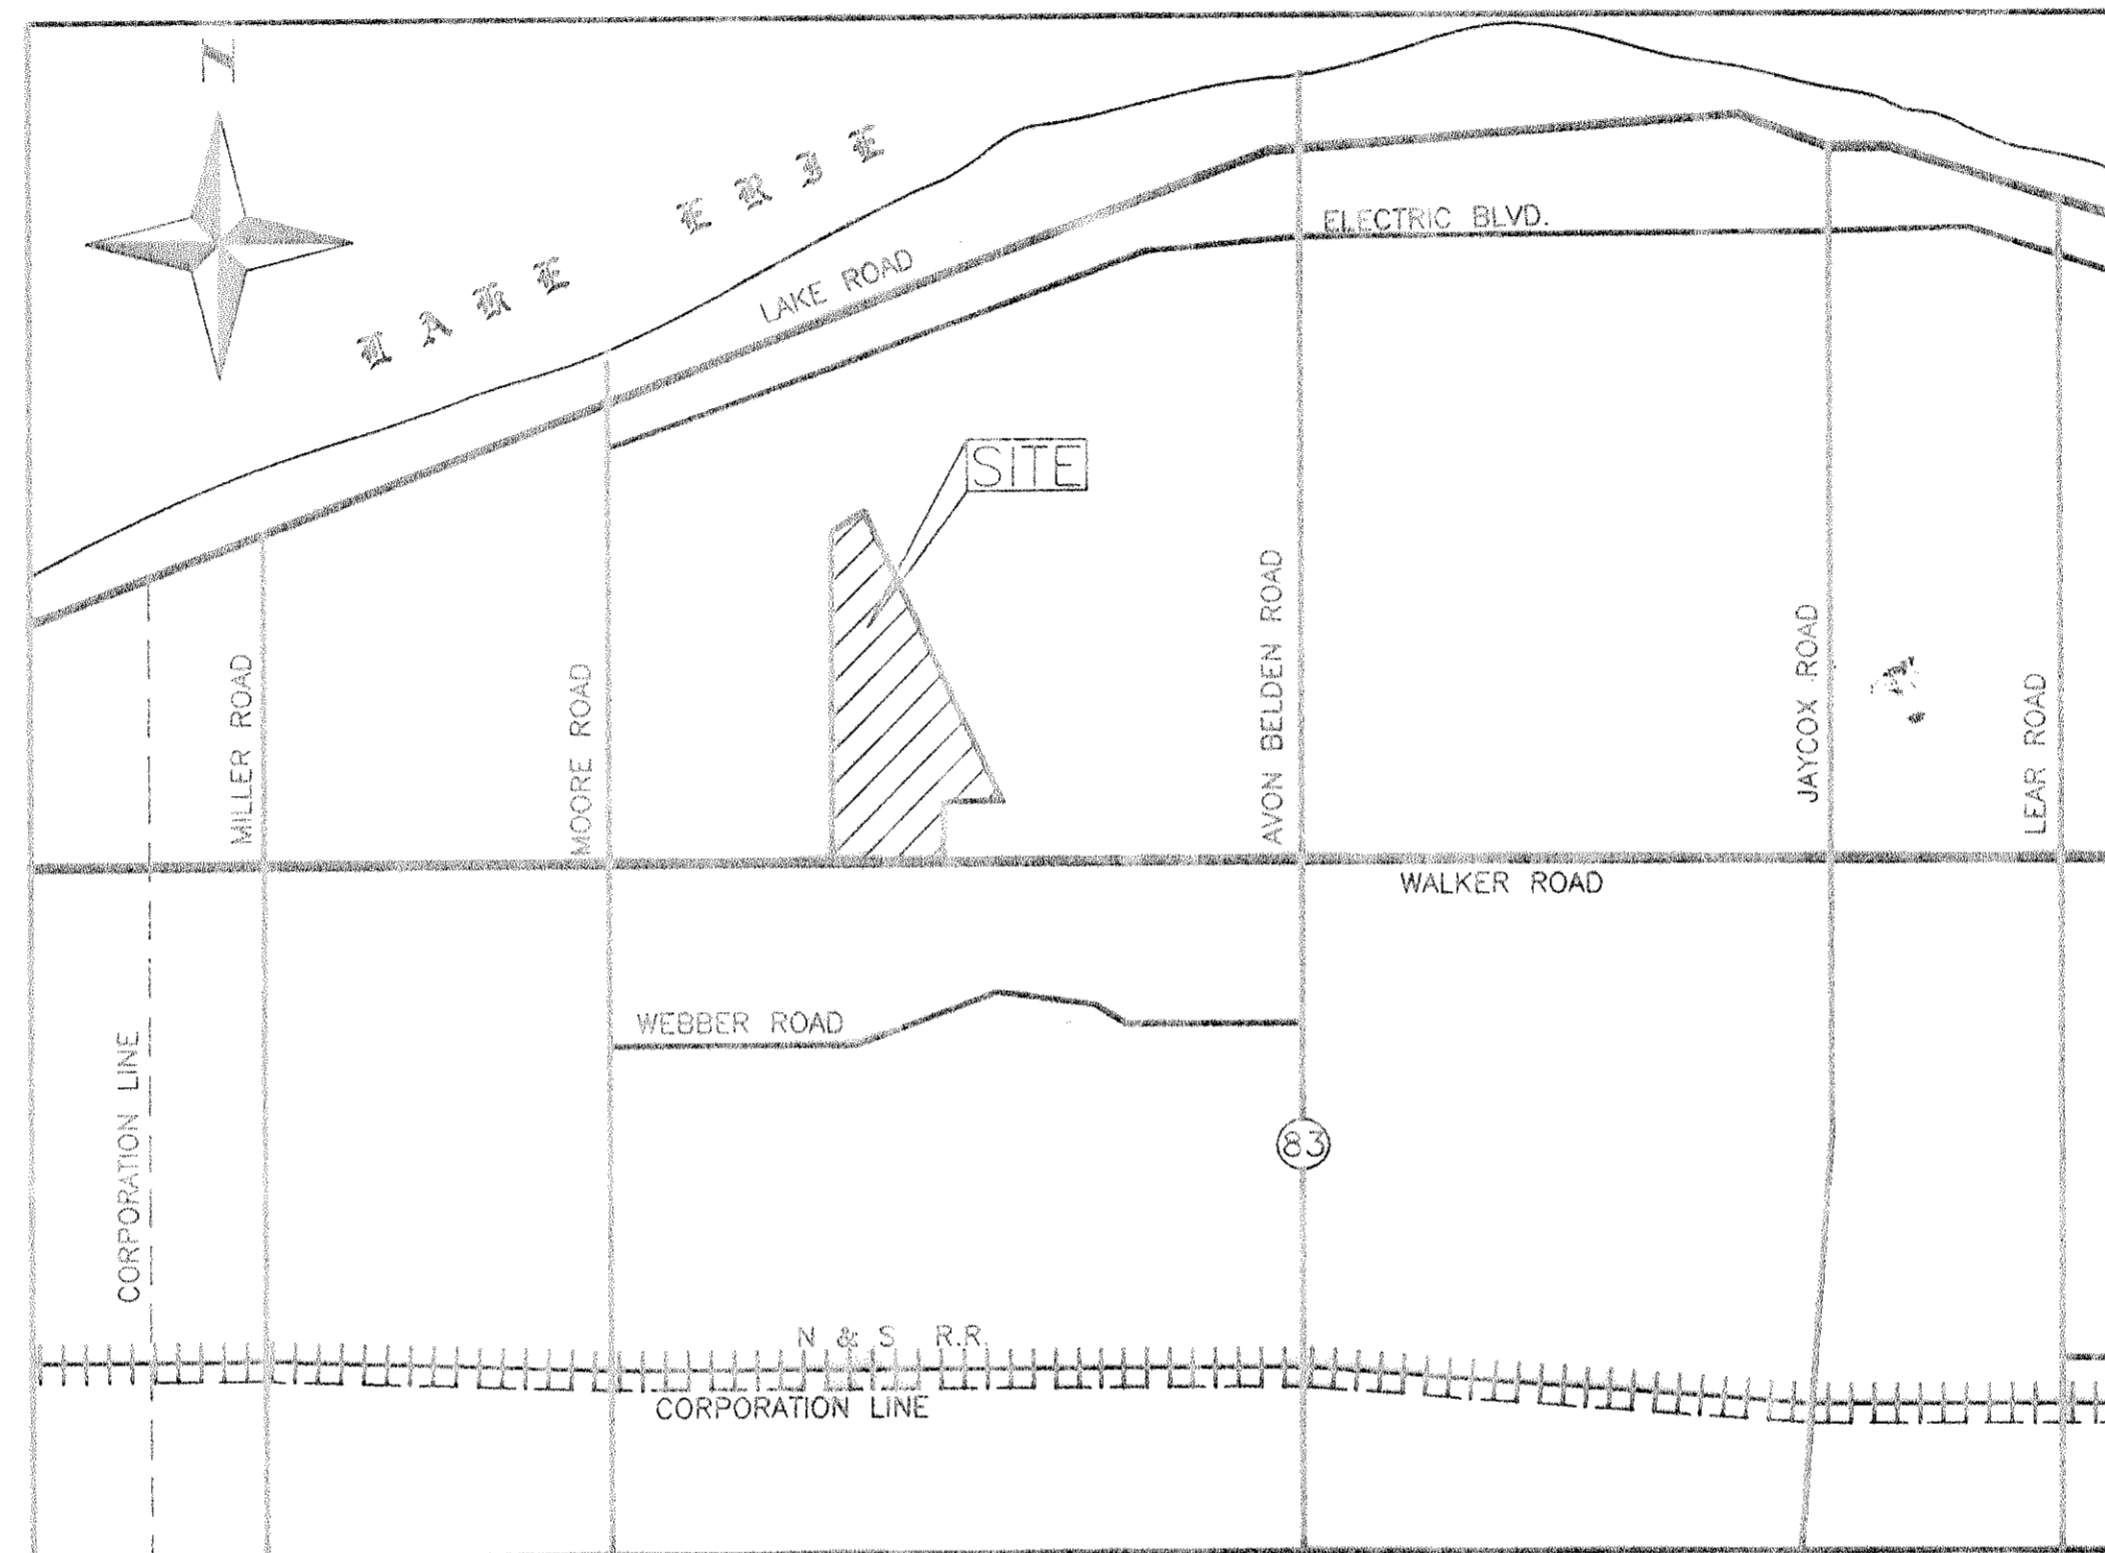 N
LAKE ERIE
LAKE ROAD
ELECTRIC BLVD.
SITE
MILLER ROAD
MOORE ROAD
AVON BELDEN ROAD
JAYCOX ROAD
LEAR ROAD
WALKER ROAD
WEBBER ROAD
CORPORATION LINE
83
N & S R.R.
CORPORATION LINE